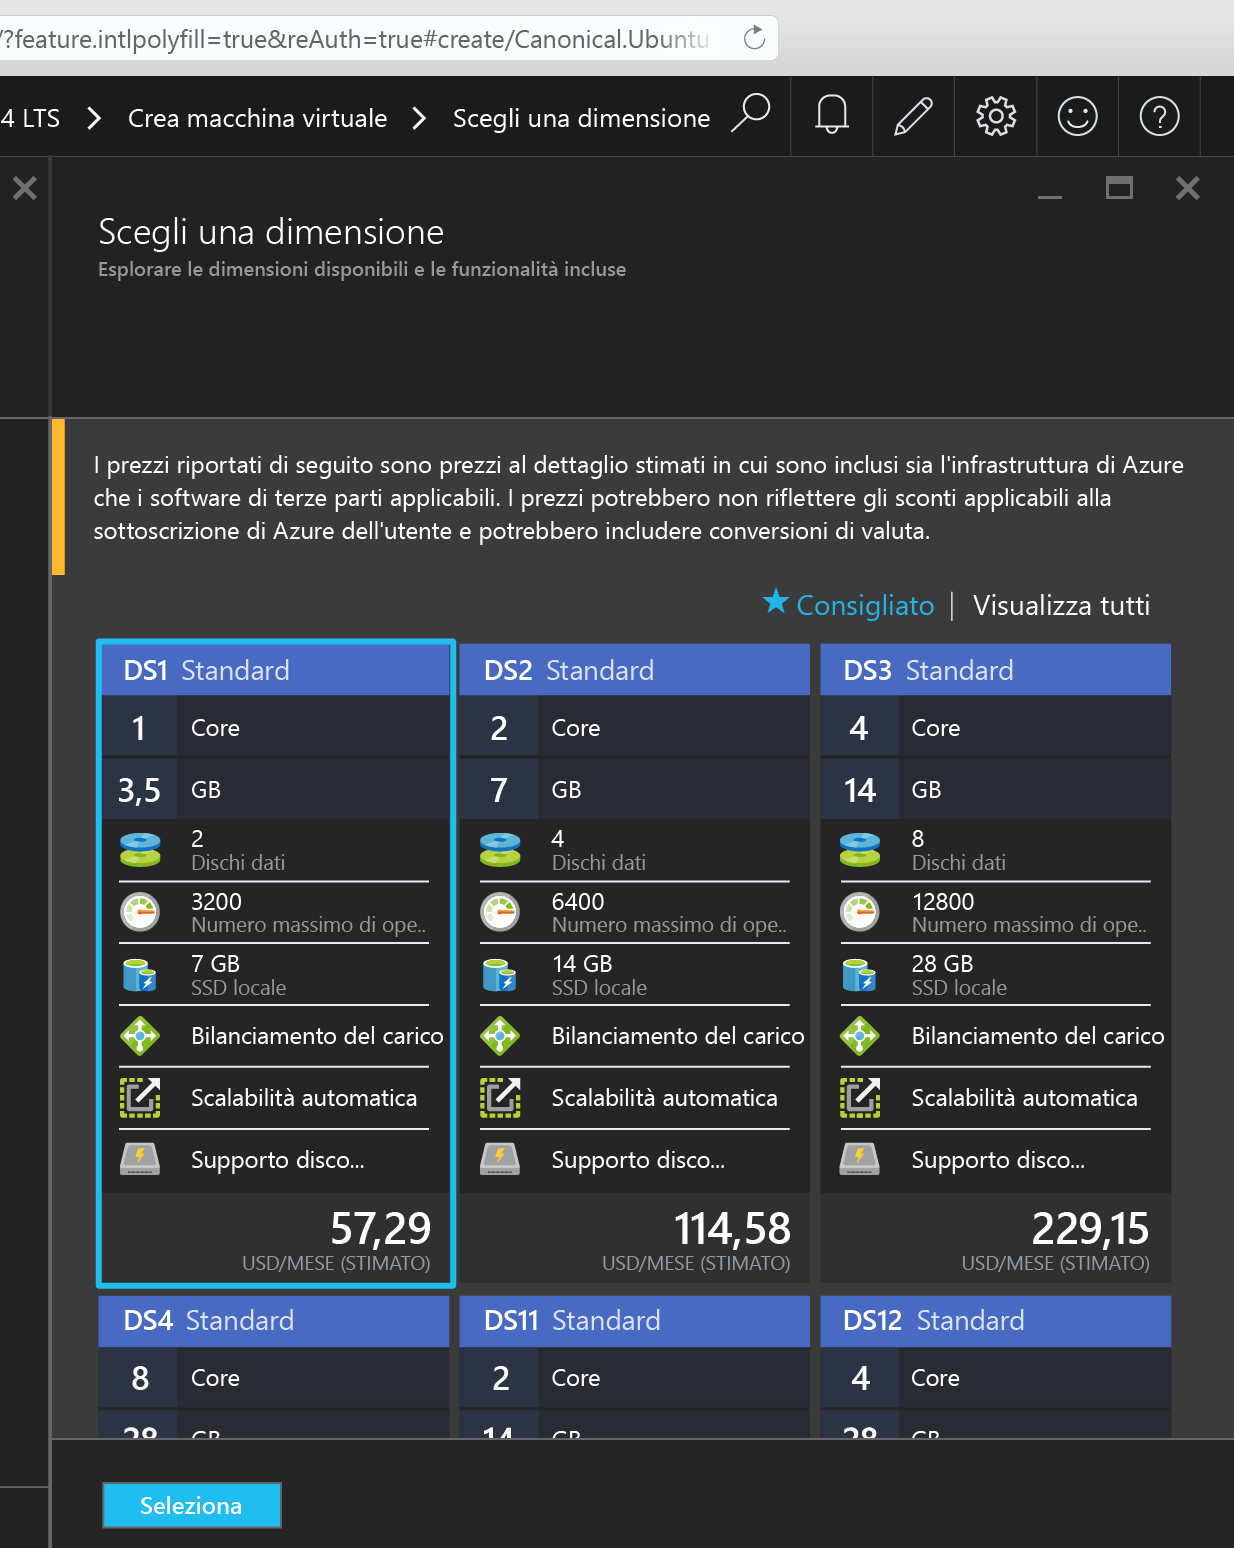 /?feature.intlpolyfill=true&reAuth=true#create/Canonical.Ubuntu
4 LTS > Crea macchina virtuale > Scegli una dimensione
Scegli una dimensione
Esplorare le dimensioni disponibili e le funzionalità incluse
I prezzi riportati di seguito sono prezzi al dettaglio stimati in cui sono inclusi sia l'infrastruttura di Azure
che i software di terze parti applicabili. I prezzi potrebbero non riflettere gli sconti applicabili alla
sottoscrizione di Azure dell'utente e potrebbero includere conversioni di valuta.
★ Consigliato | Visualizza tutti
DS1 Standard
1 Core
3,5 GB
2
Dischi dati
3200
Numero massimo di ope..
7 GB
SSD locale
Bilanciamento del carico
Scalabilità automatica
Supporto disco...
57,29
USD/MESE (STIMATO)
DS2 Standard
2 Core
7 GB
4
Dischi dati
6400
Numero massimo di ope..
14 GB
SSD locale
Bilanciamento del carico
Scalabilità automatica
Supporto disco...
114,58
USD/MESE (STIMATO)
DS3 Standard
4 Core
14 GB
8
Dischi dati
12800
Numero massimo di ope..
28 GB
SSD locale
Bilanciamento del carico
Scalabilità automatica
Supporto disco...
229,15
USD/MESE (STIMATO)
DS4 Standard
8 Core
28 GB
DS11 Standard
2 Core
14 GB
DS12 Standard
4 Core
28 GB
Seleziona